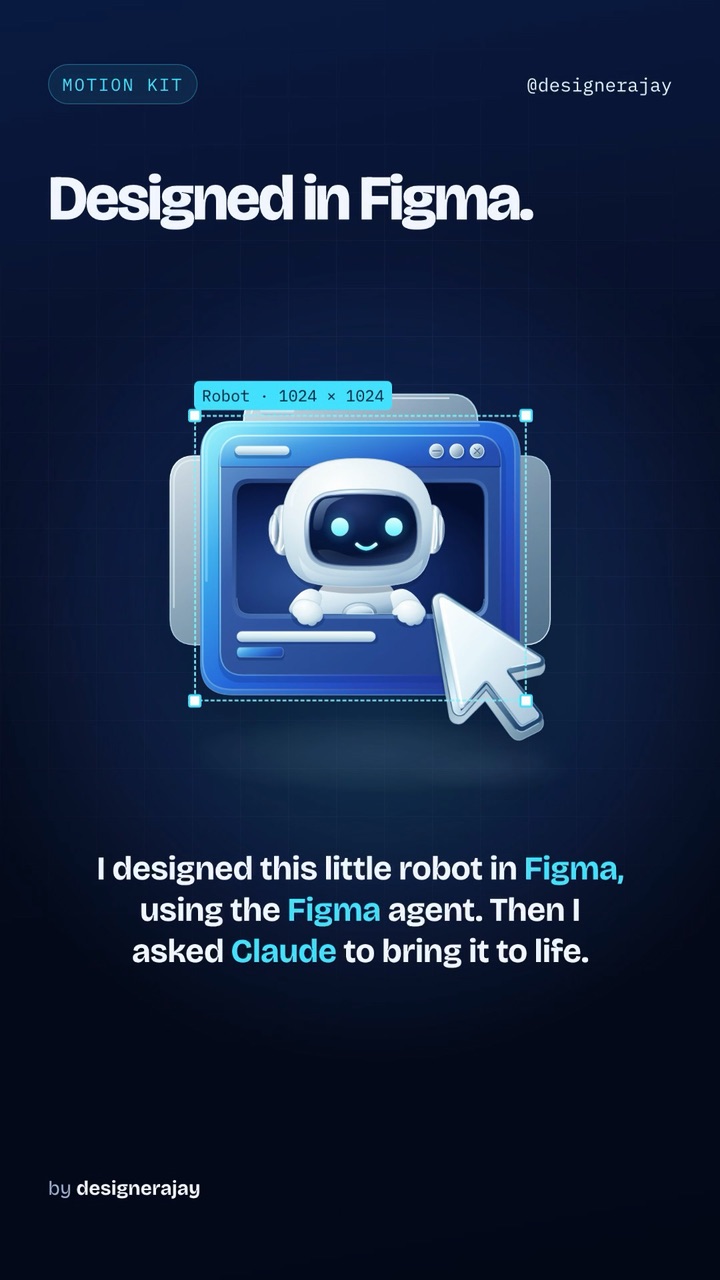 MOTION KIT
@designerajay
Designed in Figma.
Robot · 1024 × 1024
I designed this little robot in Figma,
using the Figma agent. Then I
asked Claude to bring it to life.
by designerajay